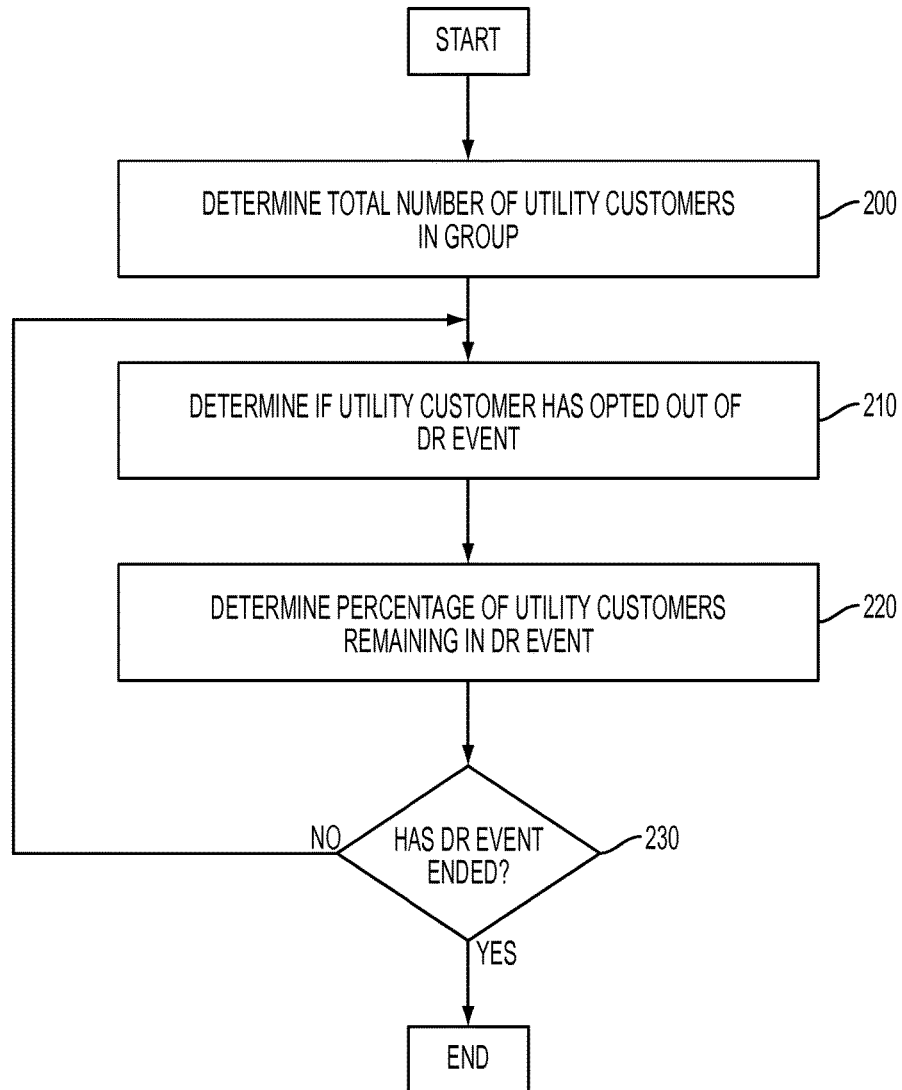 START
DETERMINE TOTAL NUMBER OF UTILITY CUSTOMERS
IN GROUP
200
DETERMINE IF UTILITY CUSTOMER HAS OPTED OUT OF
DR EVENT
210
DETERMINE PERCENTAGE OF UTILITY CUSTOMERS
REMAINING IN DR EVENT
220
NO
HAS DR EVENT
ENDED?
230
YES
END